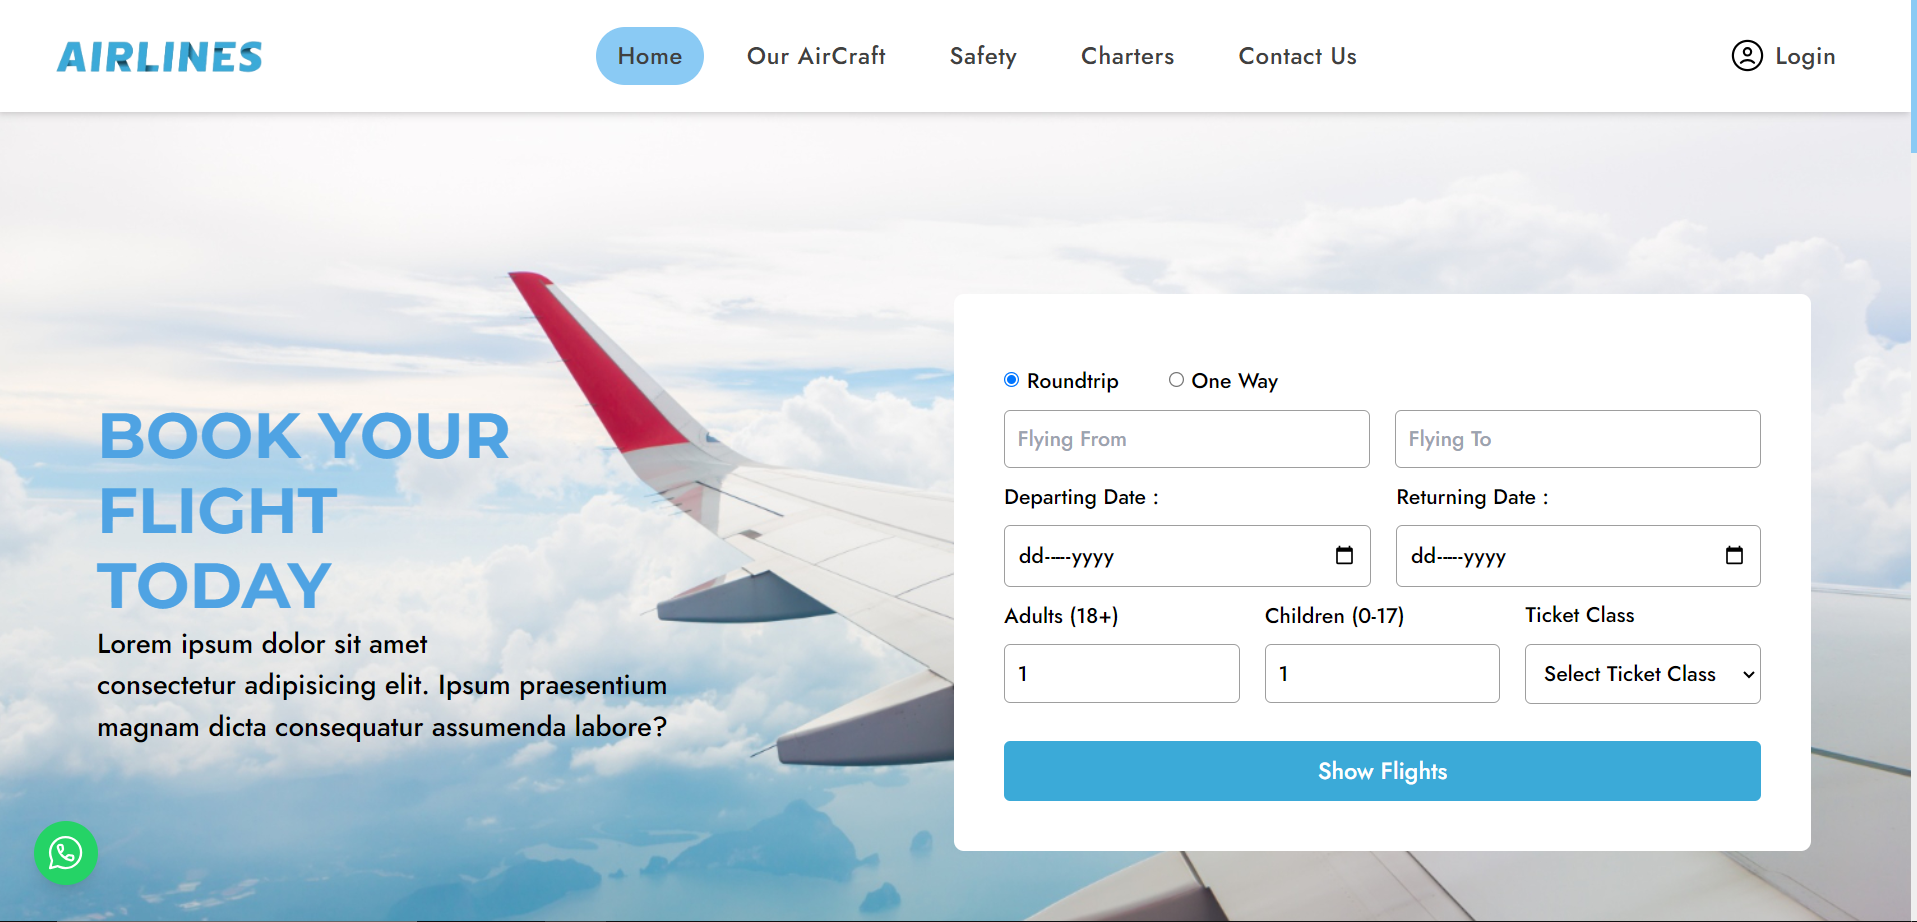 AIRLINES
Home
Our AirCraft
Safety
Charters
Contact Us
Login
BOOK YOUR
FLIGHT
TODAY
Lorem ipsum dolor sit amet
consectetur adipisicing elit. Ipsum praesentium
magnam dicta consequatur assumenda labore?
Roundtrip
One Way
Flying From
Flying To
Departing Date :
Returning Date :
dd-----yyyy
dd-----yyyy
Adults (18+)
Children (0-17)
Ticket Class
1
1
Select Ticket Class
Show Flights